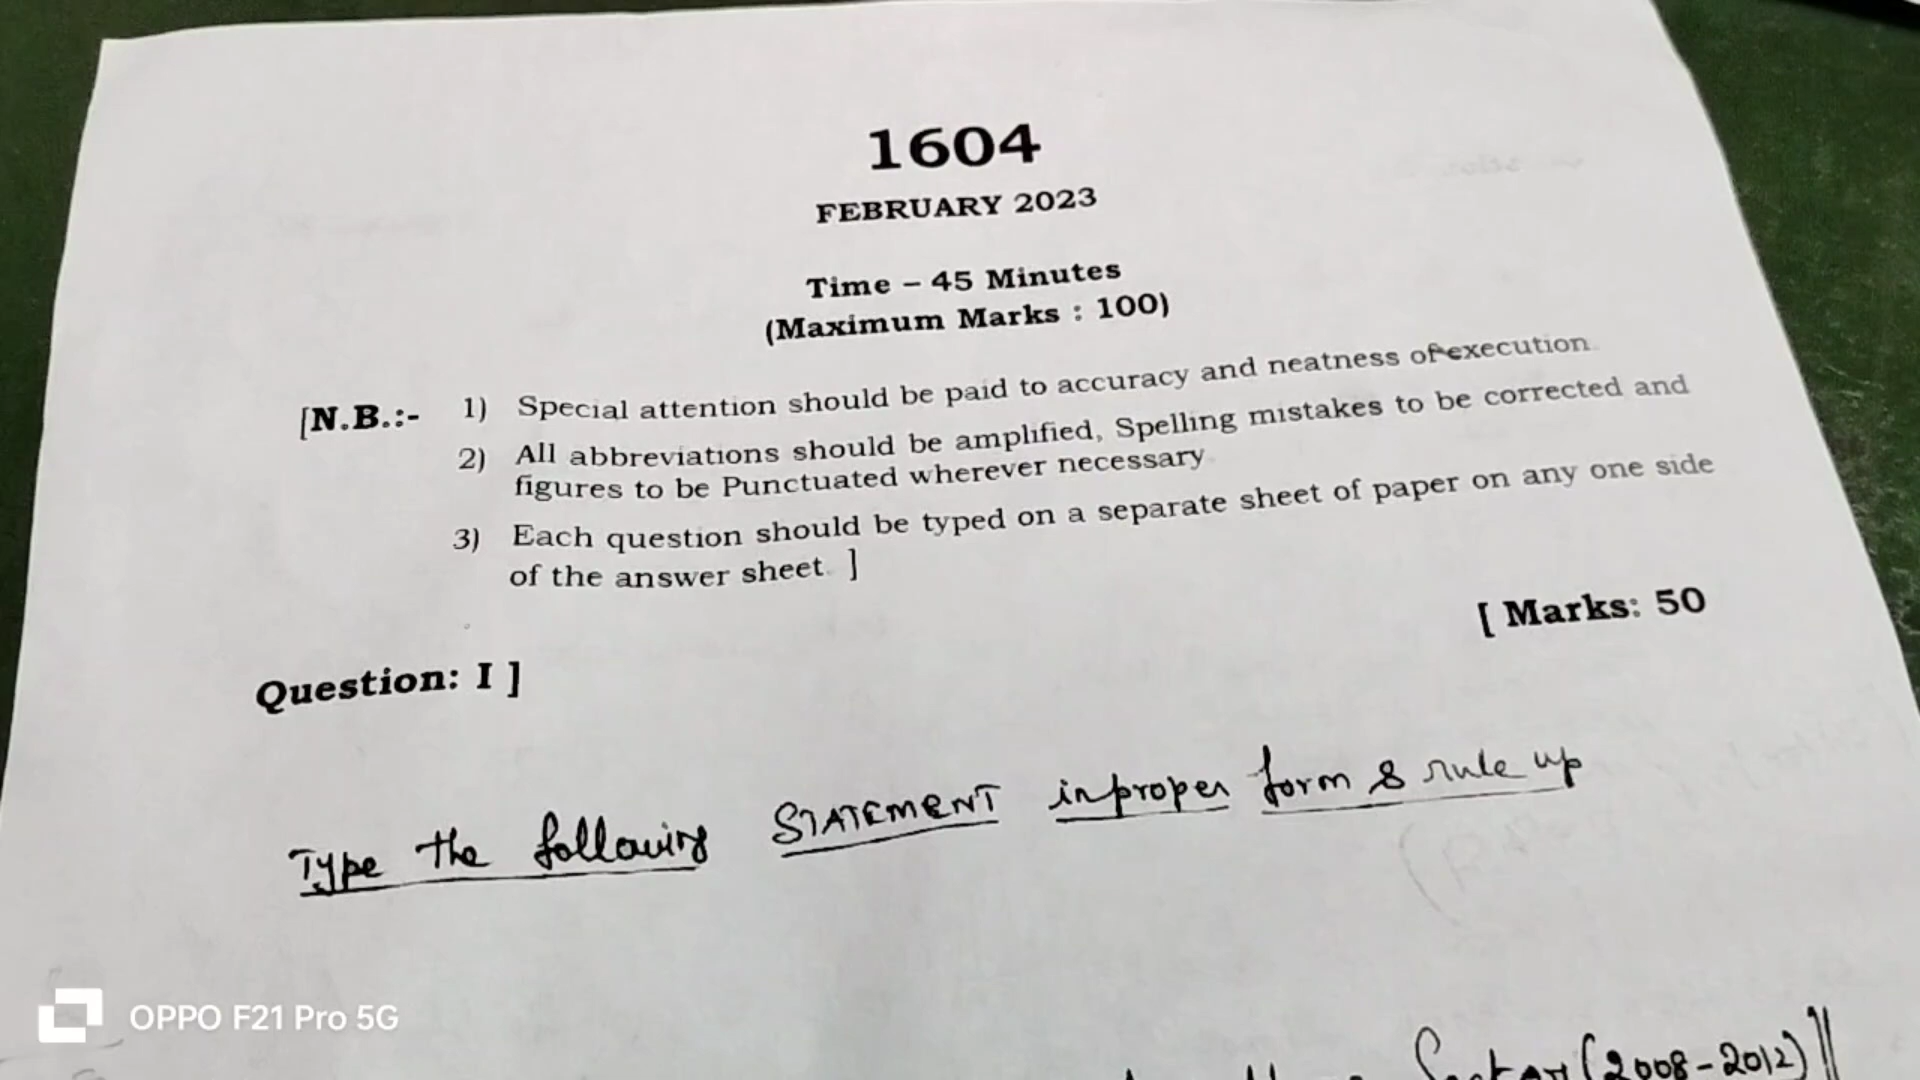 1604
FEBRUARY 2023
Time – 45 Minutes
(Maximum Marks : 100)
[N.B.:- 1) Special attention should be paid to accuracy and neatness of execution
2) All abbreviations should be amplified, Spelling mistakes to be corrected and
figures to be Punctuated wherever necessary
3) Each question should be typed on a separate sheet of paper on any one side
of the answer sheet. ]
[ Marks: 50
Question: I ]
Type the following STATEMENT in proper form & rule up
Sector (2008-2012)
OPPO F21 Pro 5G